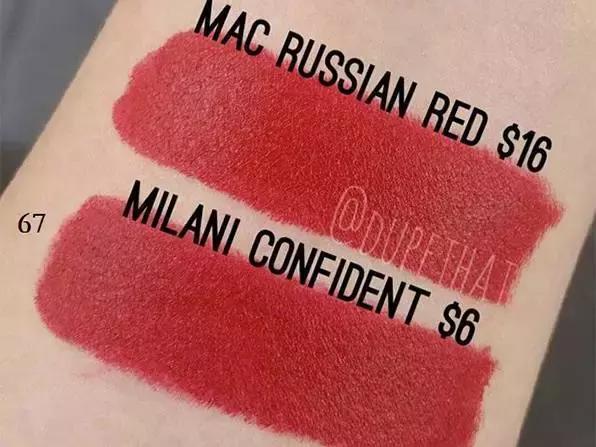 MAC RUSSIAN RED $16
@DUPETHAT
67
MILANI CONFIDENT $6